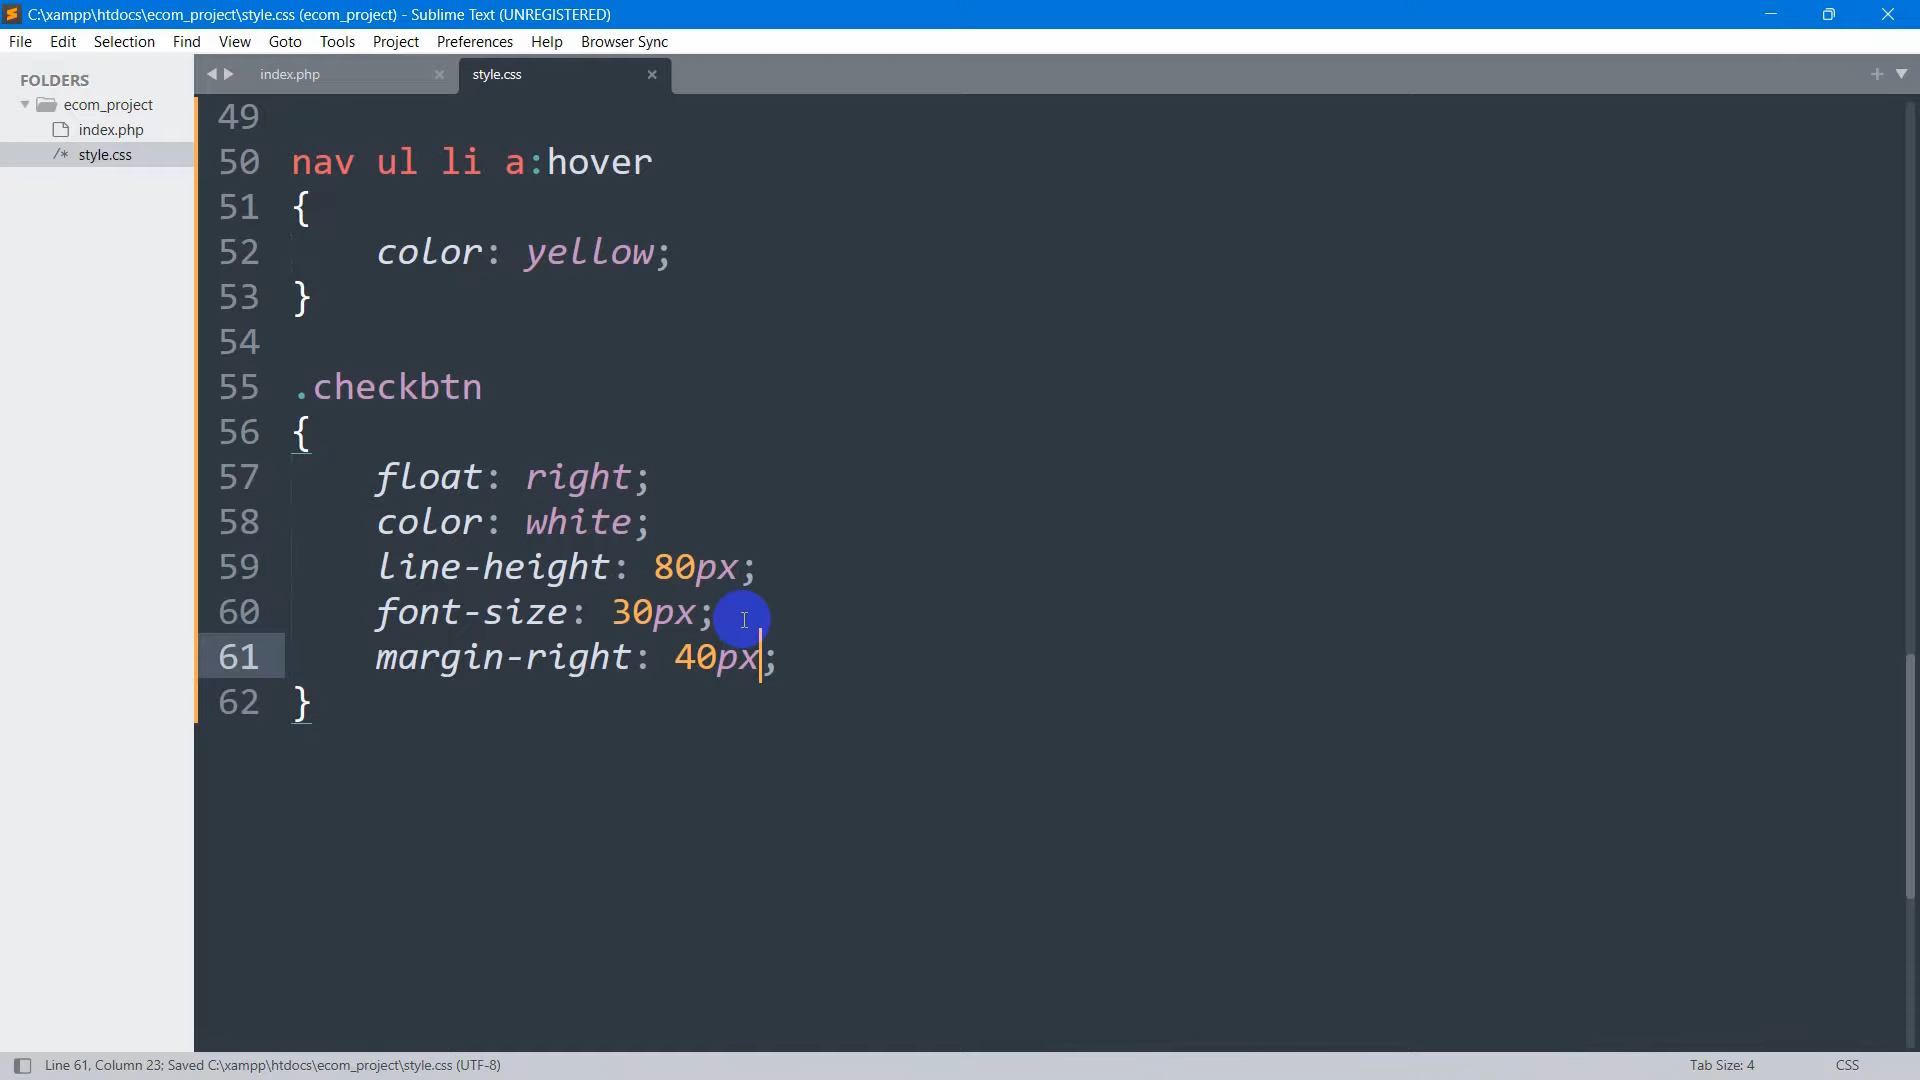 C:\xampp\htdocs\ecom_project\style.css (ecom_project) - Sublime Text (UNREGISTERED)
File Edit Selection Find View Goto Tools Project Preferences Help Browser Sync
FOLDERS
ecom_project
index.php
/* style.css
index.php style.css
49
50 nav ul li a:hover
51 {
52 color: yellow;
53 }
54
55 .checkbtn
56 {
57 float: right;
58 color: white;
59 line-height: 80px;
60 font-size: 30px;
61 margin-right: 40px;
62 }
Line 61, Column 23; Saved C:\xampp\htdocs\ecom_project\style.css (UTF-8) Tab Size: 4 CSS